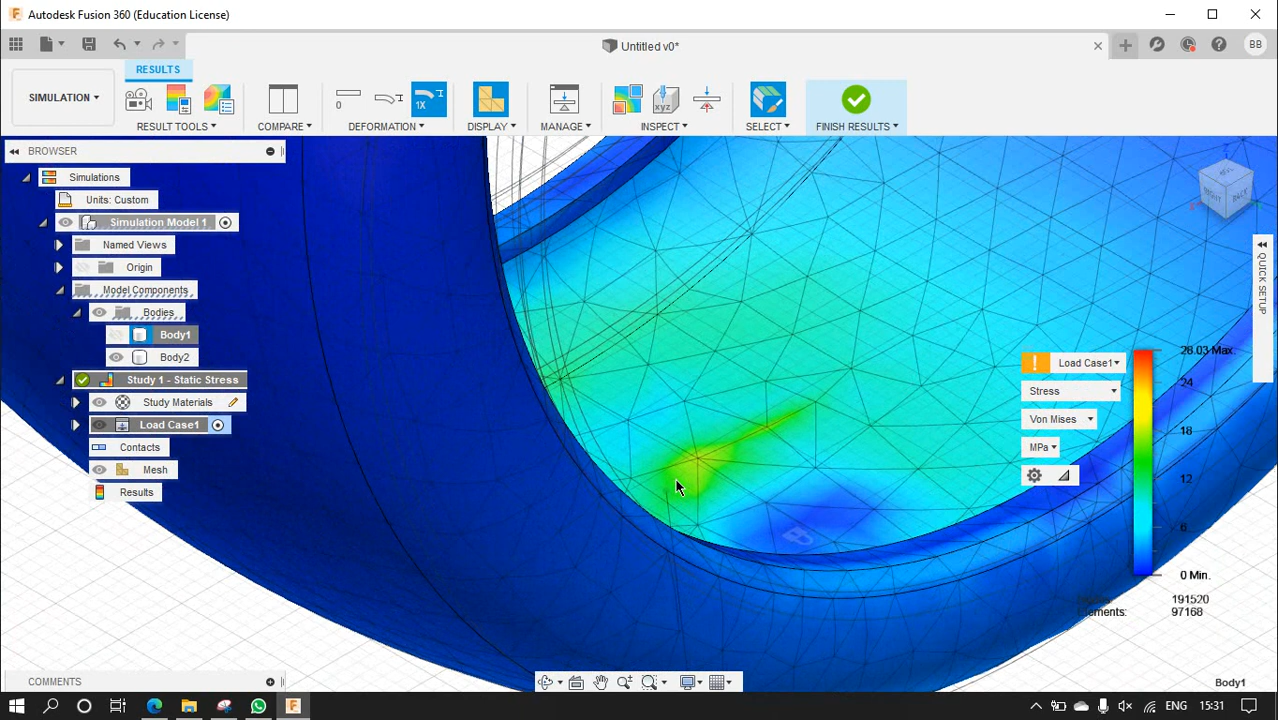 Autodesk Fusion 360 (Education License)
Untitled v0*
BB
RESULTS
SIMULATION
RESULT TOOLS
COMPARE
0
1X
DEFORMATION
DISPLAY
MANAGE
xyz
INSPECT
SELECT
FINISH RESULTS
BROWSER
Simulations
Units: Custom
Simulation Model 1
Named Views
Origin
Model Components
Bodies
Body1
Body2
Study 1 - Static Stress
Study Materials
Load Case1
Contacts
Mesh
Results
QUICK SETUP
Load Case1
Stress
Von Mises
MPa
28.03 Max.
24
18
12
6
0 Min.
191520
Elements: 97168
COMMENTS
Body1
ENG 15:31